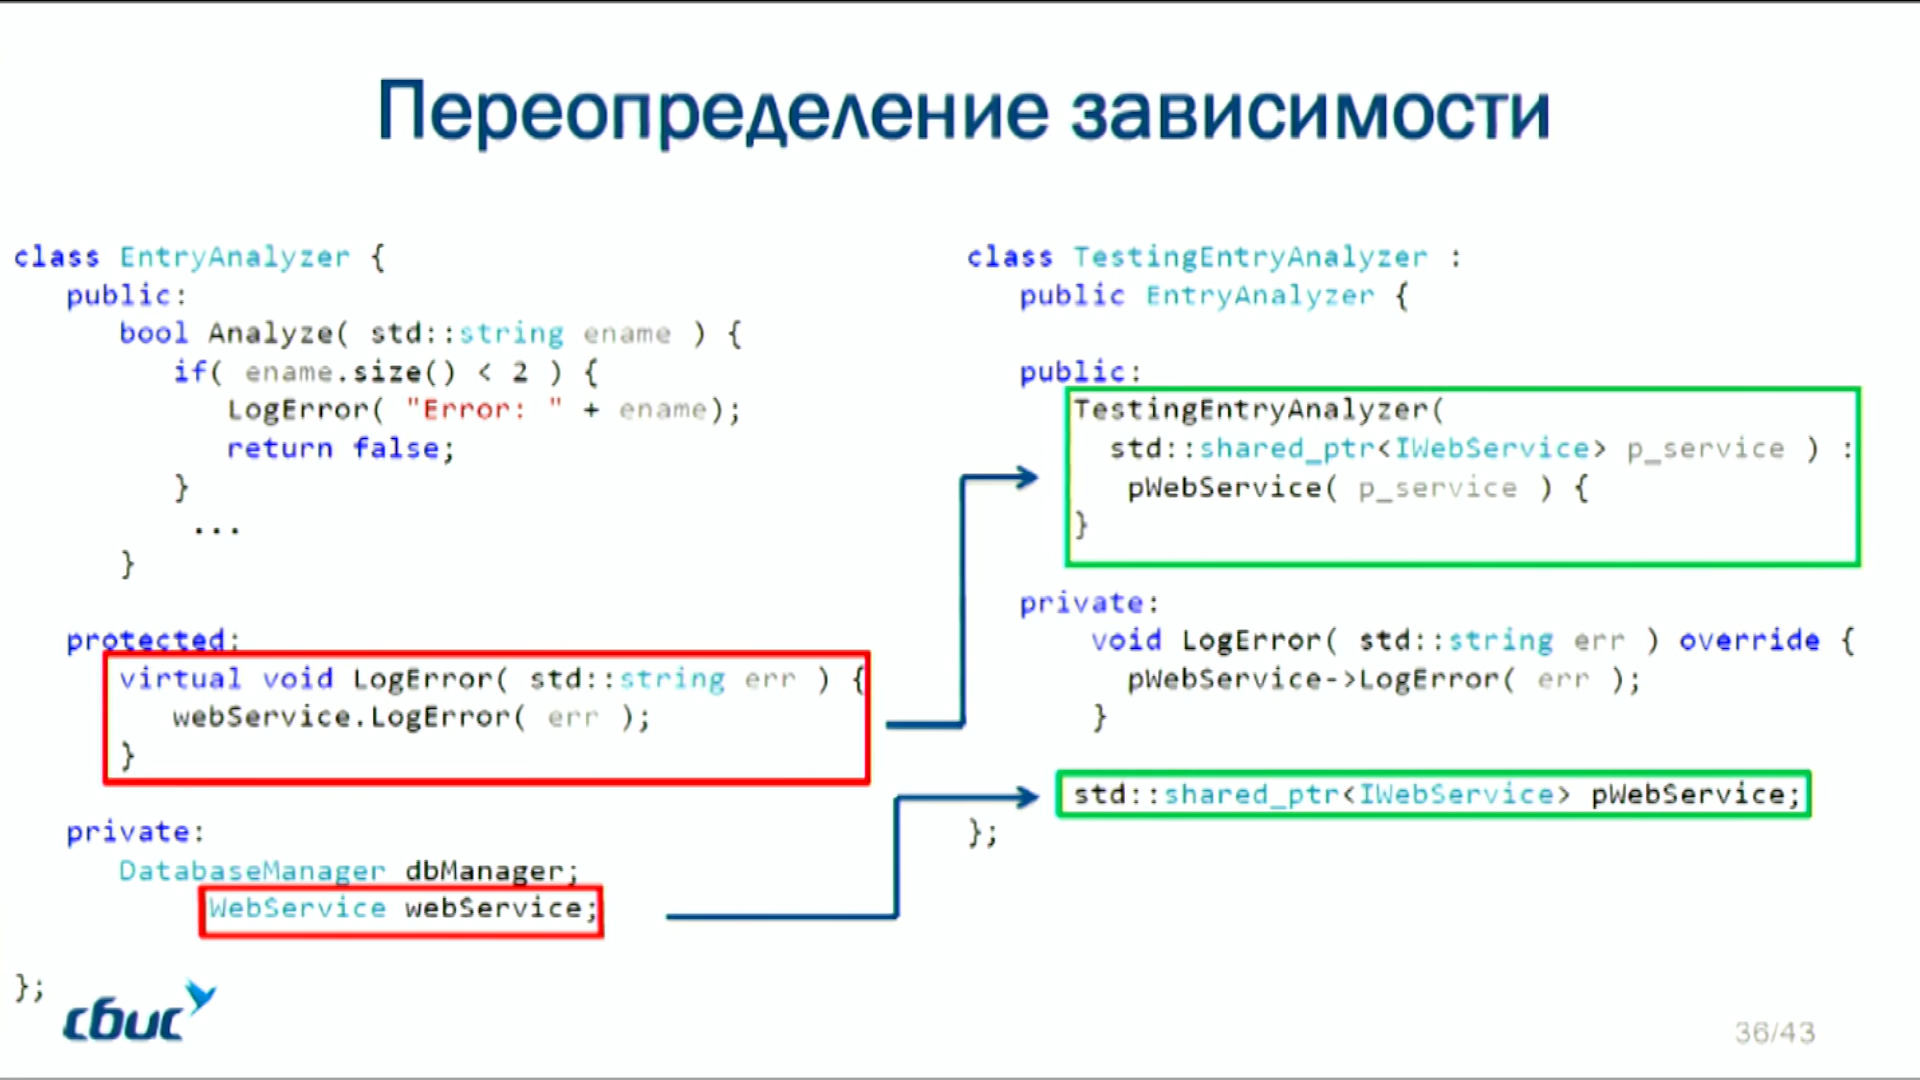 Переопределение зависимости
class EntryAnalyzer {
public:
bool Analyze( std::string ename ) {
if( ename.size() < 2 ) {
LogError( "Error: " + ename);
return false;
}
...
}
protected:
virtual void LogError( std::string err ) {
webService.LogError( err );
}
private:
DatabaseManager dbManager;
WebService webService;
};
class TestingEntryAnalyzer :
public EntryAnalyzer {
public:
TestingEntryAnalyzer(
std::shared_ptr<IWebService> p_service ) :
pWebService( p_service ) {
}
private:
void LogError( std::string err ) override {
pWebService->LogError( err );
}
std::shared_ptr<IWebService> pWebService;
};
сбис
36/43